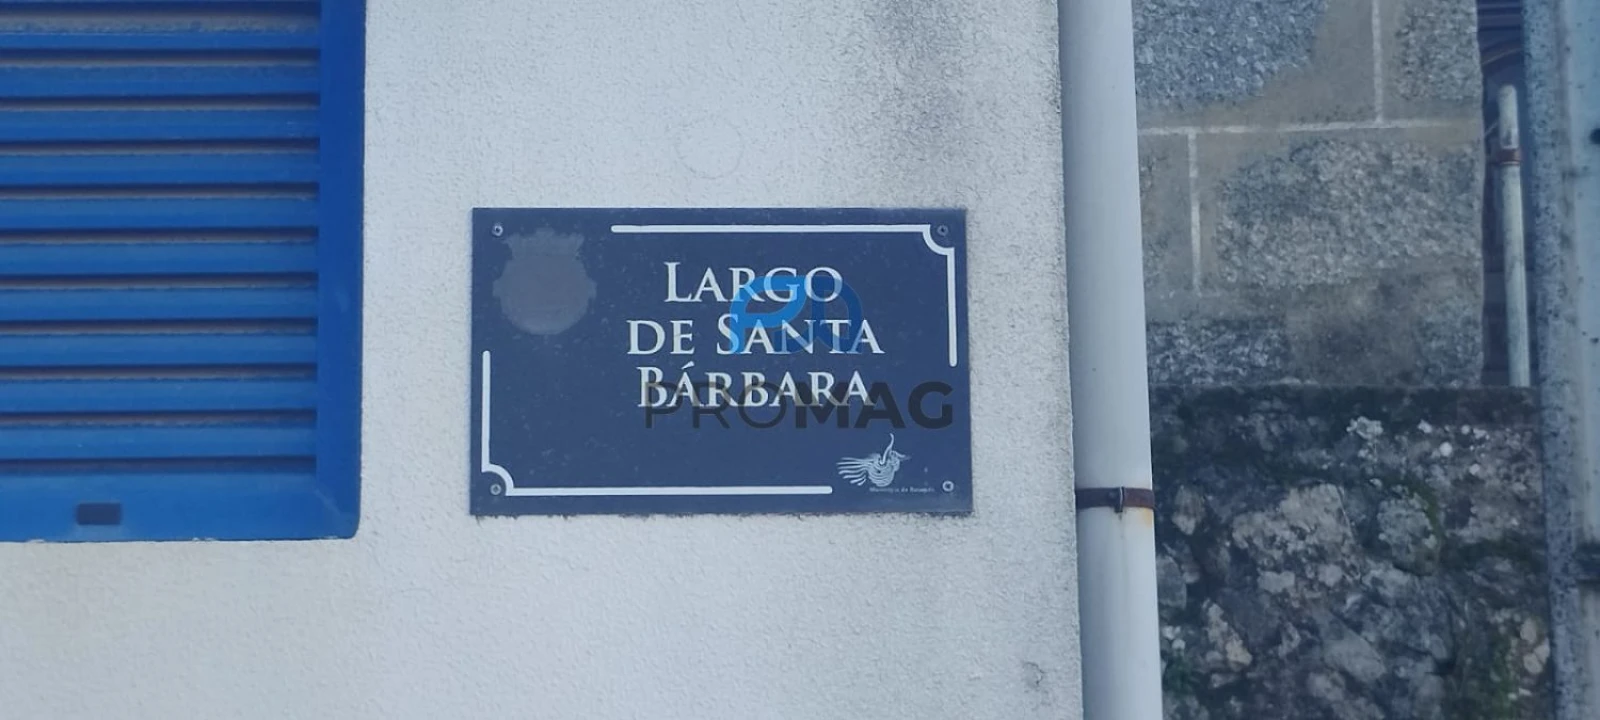 LARGO
DE SANTA
BÁRBARA
PROMAG